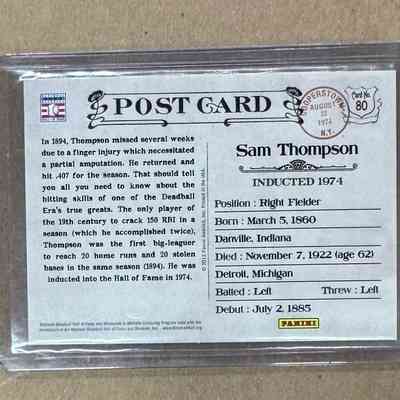 POST CARD
COOPERSTOWN
AUGUST
12
1974
N.Y.
Card No.
80
In 1894, Thompson missed several weeks
due to a finger injury which necessitated
a partial amputation. He returned and
hit .407 for the season. That should tell
you all you need to know about the
hitting skills of one of the Deadball
Era's true greats. The only player of
the 19th century to crack 150 RBI in a
season (which he accomplished twice),
Thompson was the first big-leaguer
to reach 20 home runs and 20 stolen
bases in the same season (1894). He was
inducted into the Hall of Fame in 1974.
Sam Thompson
INDUCTED 1974
Position : Right Fielder
Born : March 5, 1860
Danville, Indiana
Died : November 7, 1922 (age 62)
Detroit, Michigan
Batted : Left Threw : Left
Debut : July 2, 1885
PANINI